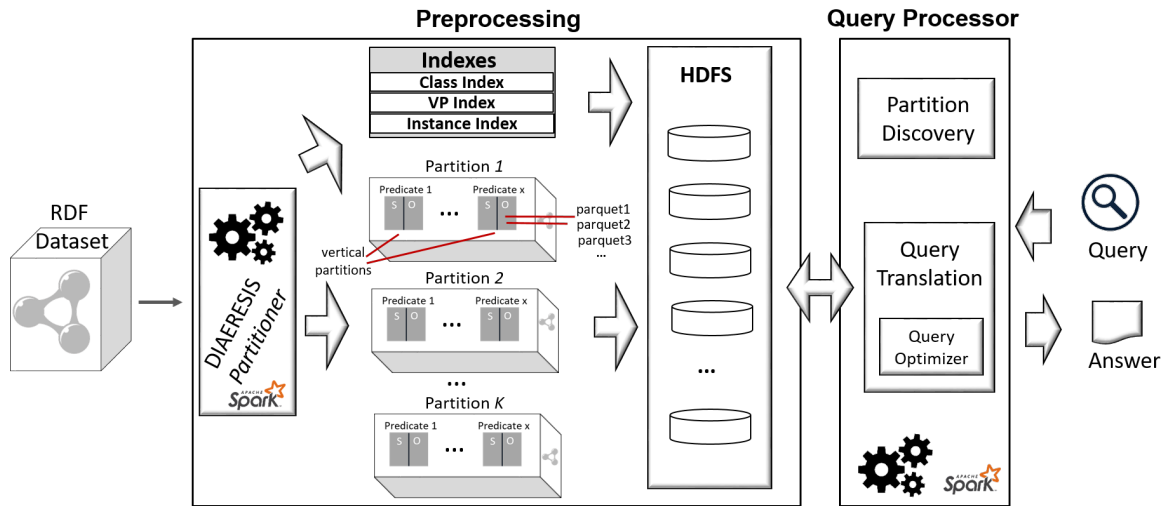 Preprocessing
Query Processor
RDF
Dataset
DIAERESIS
Partitioner
APACHE
Spark
Indexes
Class Index
VP Index
Instance Index
Partition 1
Predicate 1
Predicate x
S O
...
S O
parquet1
parquet2
parquet3
...
vertical
partitions
Partition 2
Predicate 1
Predicate x
S O
...
S O
...
Partition K
Predicate 1
Predicate x
S O
...
S O
HDFS
...
Partition
Discovery
Query
Translation
Query
Optimizer
APACHE
Spark
Query
Answer